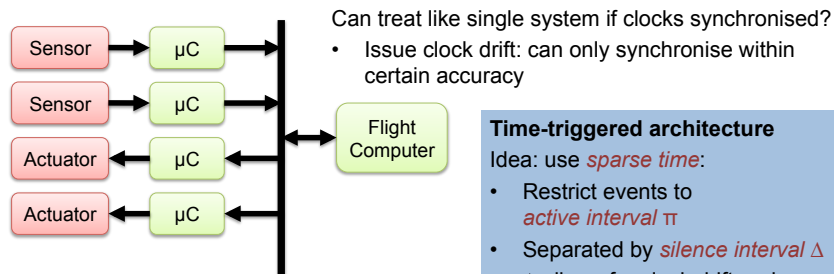 Can treat like single system if clocks synchronised?
• Issue clock drift: can only synchronise within
certain accuracy
Sensor
µC
Sensor
µC
Actuator
µC
Actuator
µC
Flight
Computer
Time-triggered architecture
Idea: use sparse time:
• Restrict events to
active interval π
• Separated by silence interval Δ